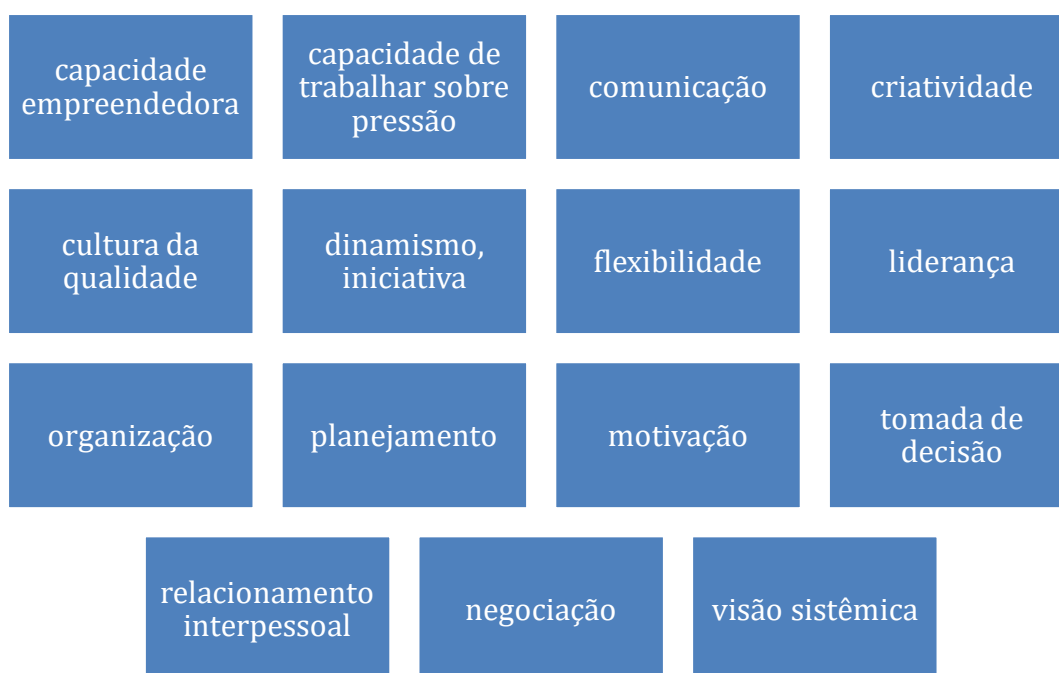 capacidade
empreendedora
capacidade de
trabalhar sobre
pressão
comunicação
criatividade
cultura da
qualidade
dinamismo,
iniciativa
flexibilidade
liderança
organização
planejamento
motivação
tomada de
decisão
relacionamento
interpessoal
negociação
visão sistêmica